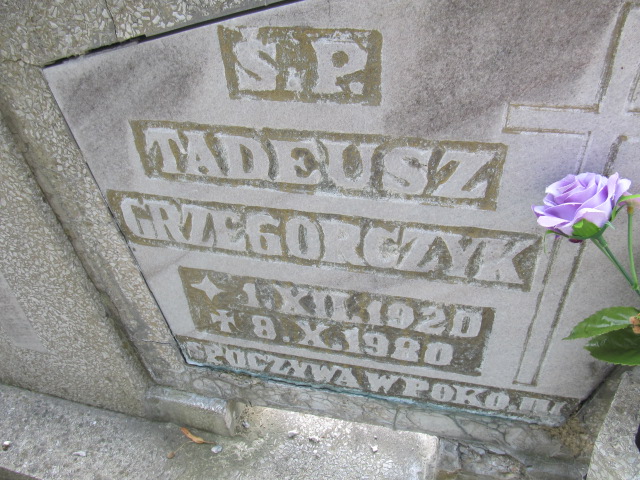 Ś.P.
TADEUSZ
GRZEGORCZYK
1.XII.1920
8.X.1980
SPOCZYWA W POKOJU